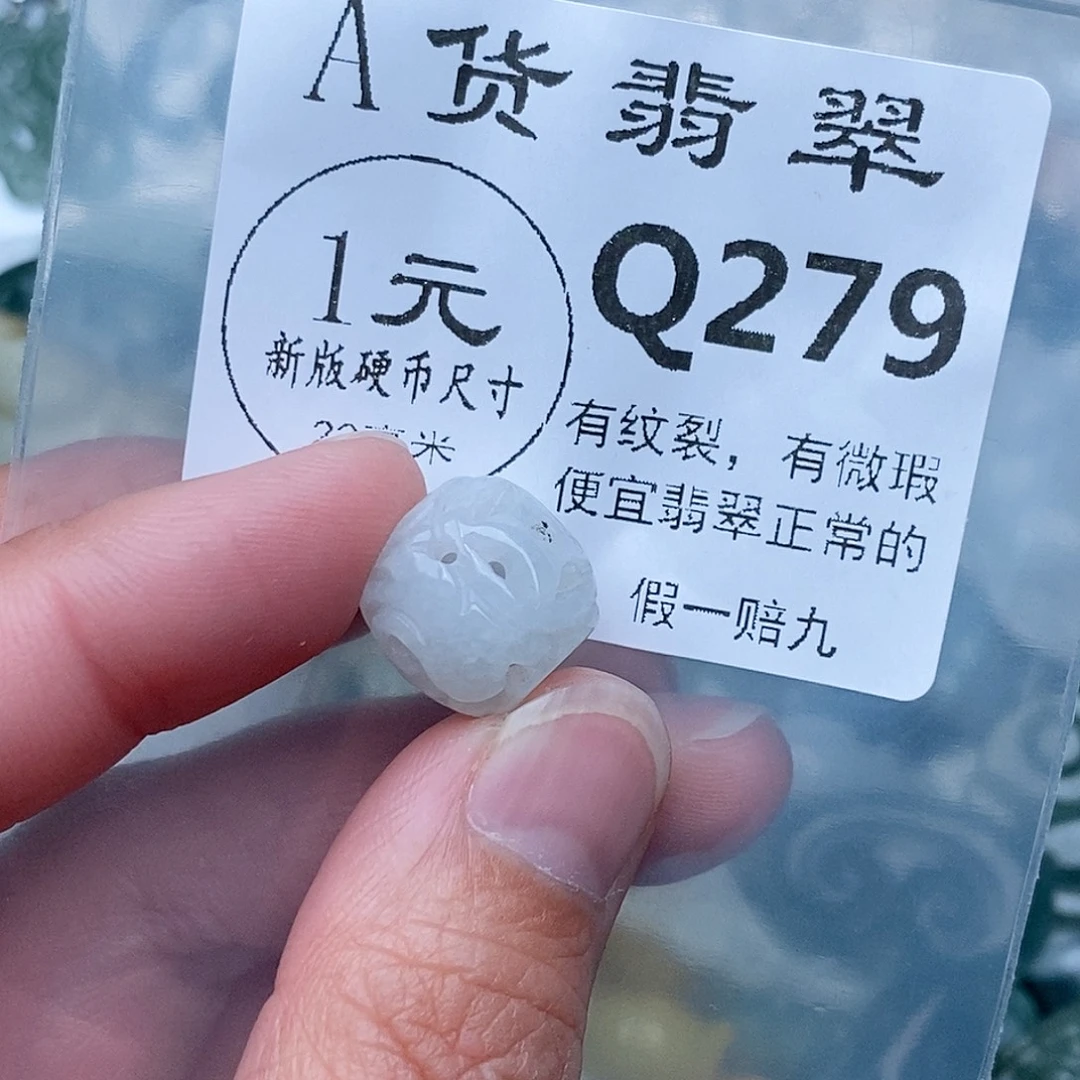 A货翡翠
1元
新版硬币尺寸
米
Q279
有纹裂，有微瑕
便宜翡翠正常的
假一赔九